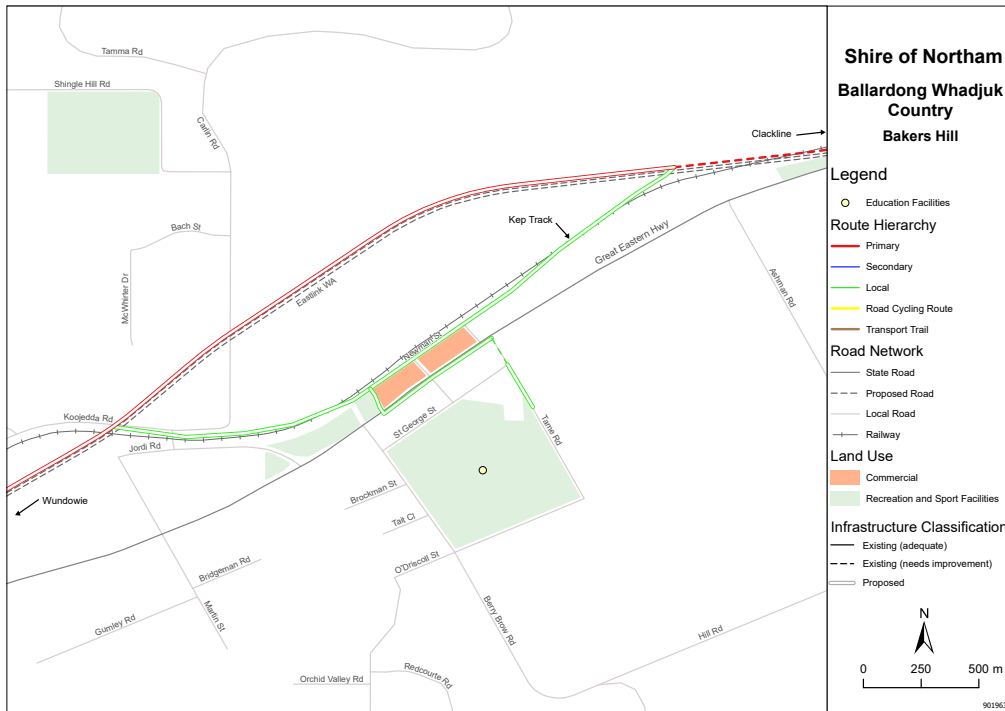 Tamma Rd
Shingle Hill Rd
Carlin Rd
Clackline
Bach St
Kep Track
Great Eastern Hwy
McWhirter Dr
Eastlink WA
Ashman Rd
Newman St
Koojedda Rd
Jordi Rd
St George St
Tame Rd
Wundowie
Brockman St
Tait Cl
O'Driscoll St
Bridgeman Rd
Martin St
Gumley Rd
Berry Brow Rd
Hill Rd
Redcourte Rd
Orchid Valley Rd
Shire of Northam
Ballardong Whadjuk
Country
Bakers Hill
Legend
Education Facilities
Route Hierarchy
Primary
Secondary
Local
Road Cycling Route
Transport Trail
Road Network
State Road
Proposed Road
Local Road
Railway
Land Use
Commercial
Recreation and Sport Facilities
Infrastructure Classification
Existing (adequate)
Existing (needs improvement)
Proposed
N
0 250 500 m
901963